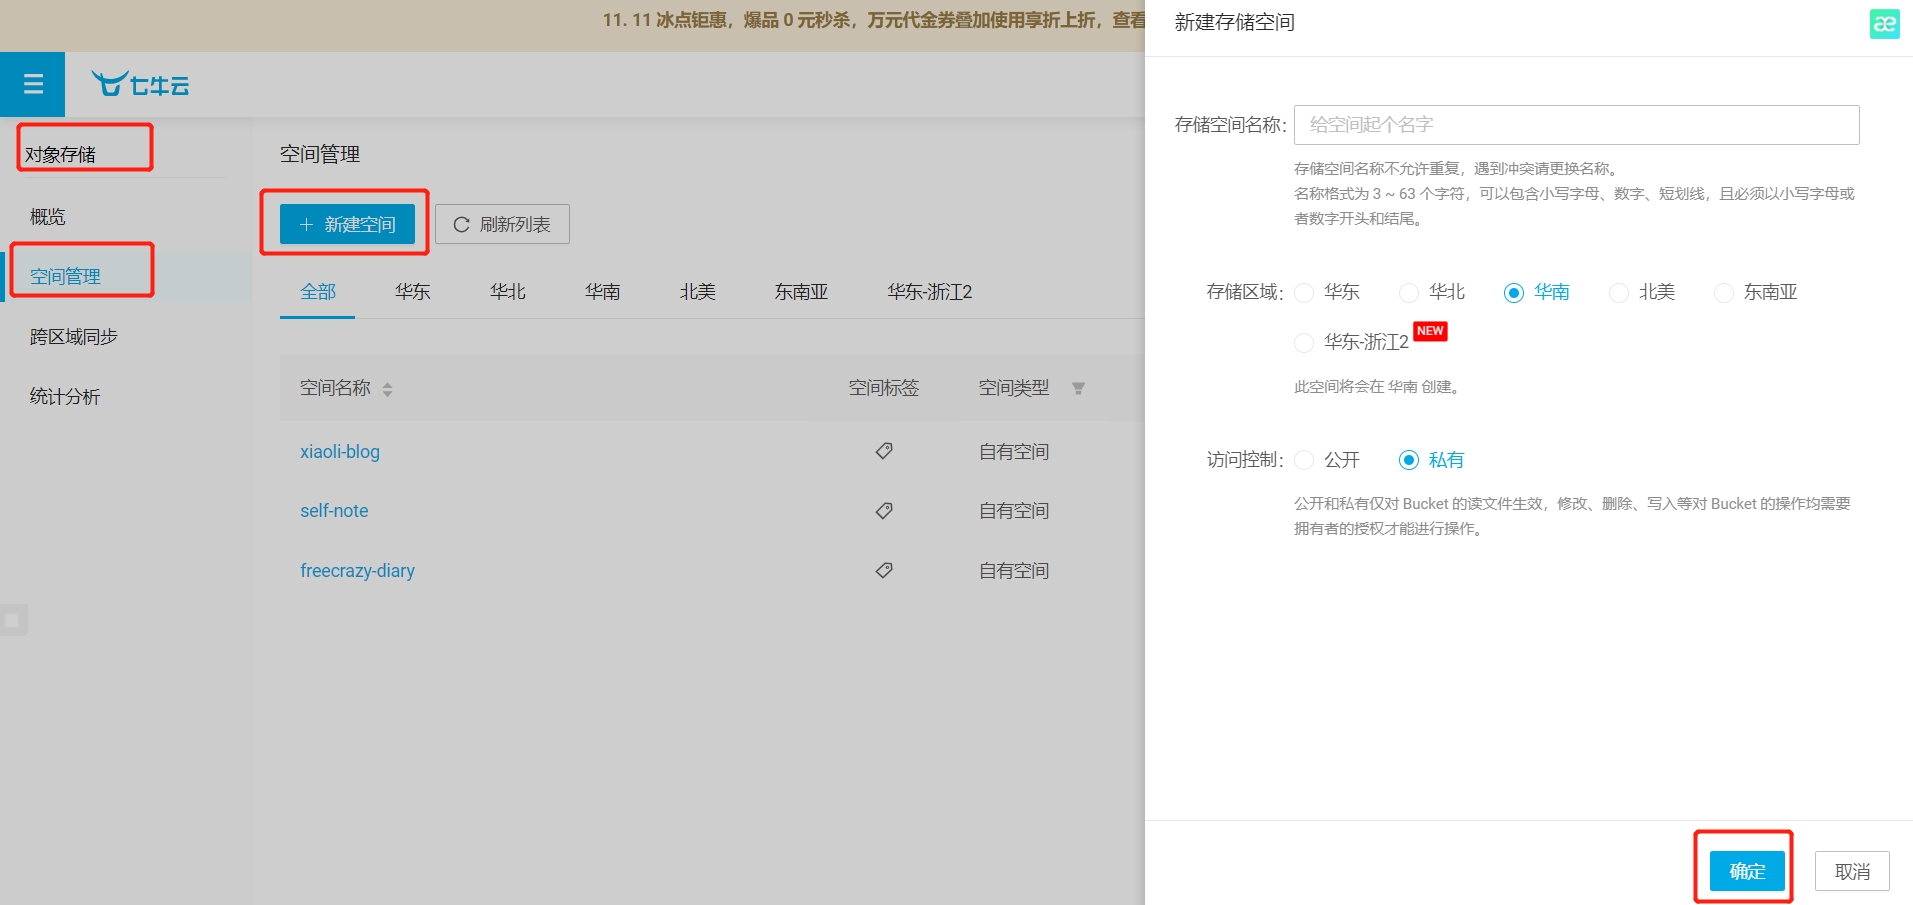 11. 11 冰点钜惠，爆品 0 元秒杀，万元代金券叠加使用享折上折，查看
七牛云
对象存储
概览
空间管理
跨区域同步
统计分析
空间管理
新建空间
刷新列表
全部 华东 华北 华南 北美 东南亚 华东-浙江2
空间名称 空间标签 空间类型
xiaoli-blog 自有空间
self-note 自有空间
freecrazy-diary 自有空间
新建存储空间
æ
存储空间名称： 给空间起个名字
存储空间名称不允许重复，遇到冲突请更换名称。
名称格式为 3 ~ 63 个字符，可以包含小写字母、数字、短划线，且必须以小写字母或
者数字开头和结尾。
存储区域： 华东 华北 华南 北美 东南亚
华东-浙江2 NEW
此空间将会在 华南 创建。
访问控制： 公开 私有
公开和私有仅对 Bucket 的读文件生效，修改、删除、写入等对 Bucket 的操作均需要
拥有者的授权才能进行操作。
确定 取消